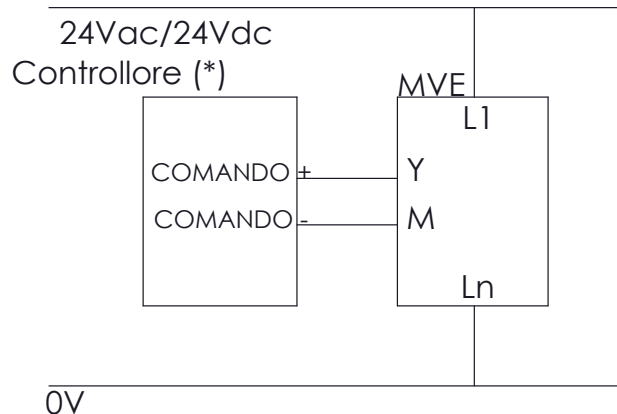 24Vac/24Vdc
Controllore (*)
MVE
L1
COMANDO +
Y
COMANDO -
M
Ln
0V